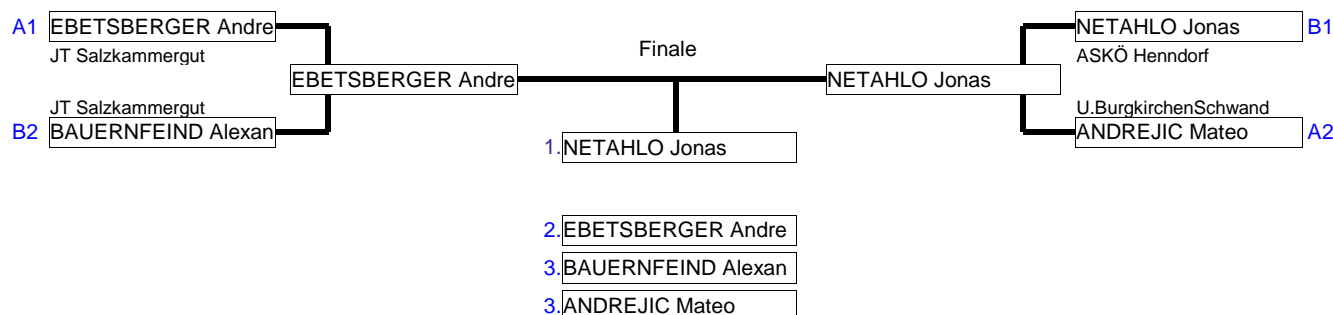 A1 EBETSBERGER Andre
JT Salzkammergut
JT Salzkammergut
B2 BAUERNFEIND Alexan
EBETSBERGER Andre
Finale
NETAHLO Jonas
NETAHLO Jonas B1
ASKÖ Henndorf
U.BurgkirchenSchwand
ANDREJIC Mateo A2
1. NETAHLO Jonas
2. EBETSBERGER Andre
3. BAUERNFEIND Alexan
3. ANDREJIC Mateo